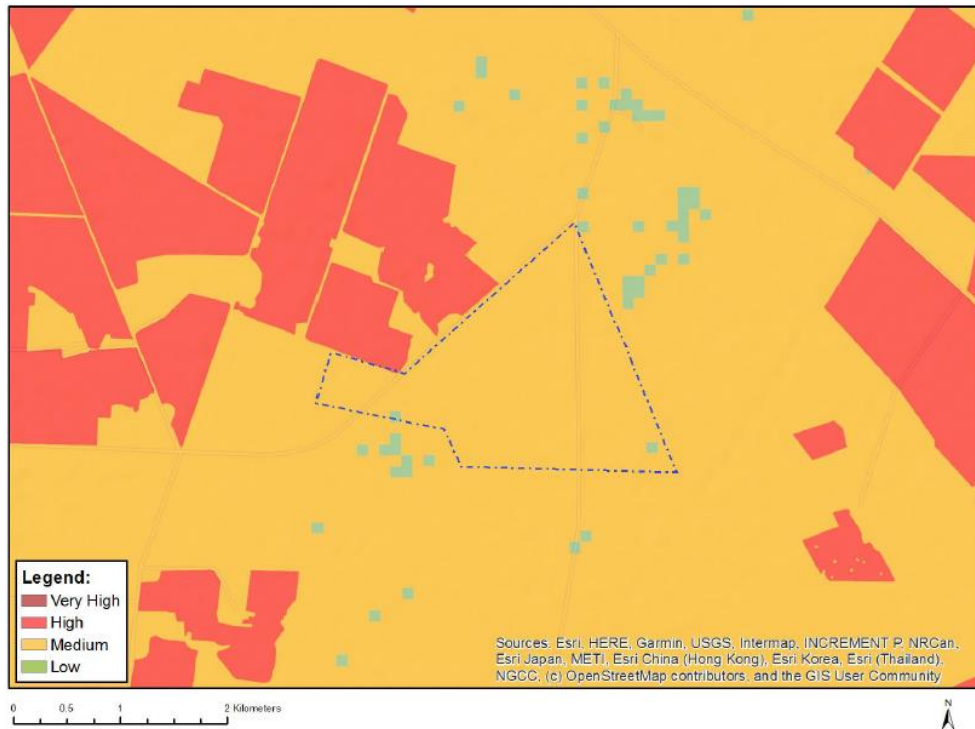 Legend:
Very High
High
Medium
Low
Sources. Esri, HERE, Garmin, USGS, Intermap, INCREMENT P, NRCan,
Esri Japan, METI, Esri China (Hong Kong), Esri Korea, Esri (Thailand),
NGCC, (c) OpenStreetMap contributors, and the GIS User Community
0 0.5 1 2 Kilometers
N